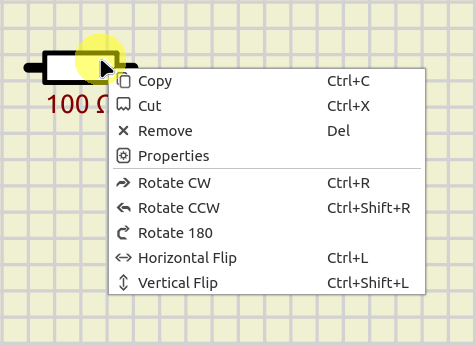 100 Ω
Copy Ctrl+C
Cut Ctrl+X
Remove Del
Properties
Rotate CW Ctrl+R
Rotate CCW Ctrl+Shift+R
Rotate 180
Horizontal Flip Ctrl+L
Vertical Flip Ctrl+Shift+L